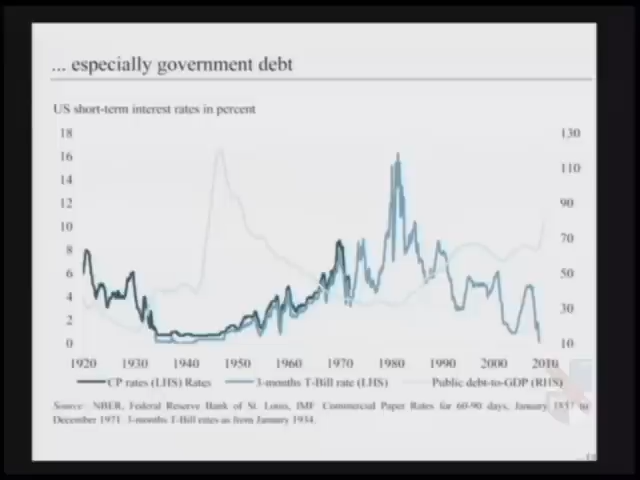 ... especially government debt
US short-term interest rates in percent
18 130
16 110
14
12 90
10
8 70
6 50
4
2 30
0 10
1920 1930 1940 1950 1960 1970 1980 1990 2000 2010
CP rates (LHS) Rates 3-months T-Bill rate (LHS) Public debt-to-GDP (RHS)
Source: NBER, Federal Reserve Bank of St. Louis, IMF. Commercial Paper Rates for 60-90 days, January 1857 to
December 1971. 3-months T-Bill rates as from January 1934.